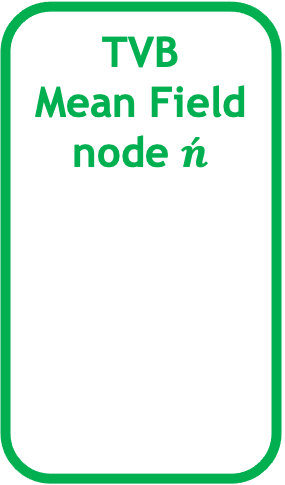 TVB
Mean Field
node ń